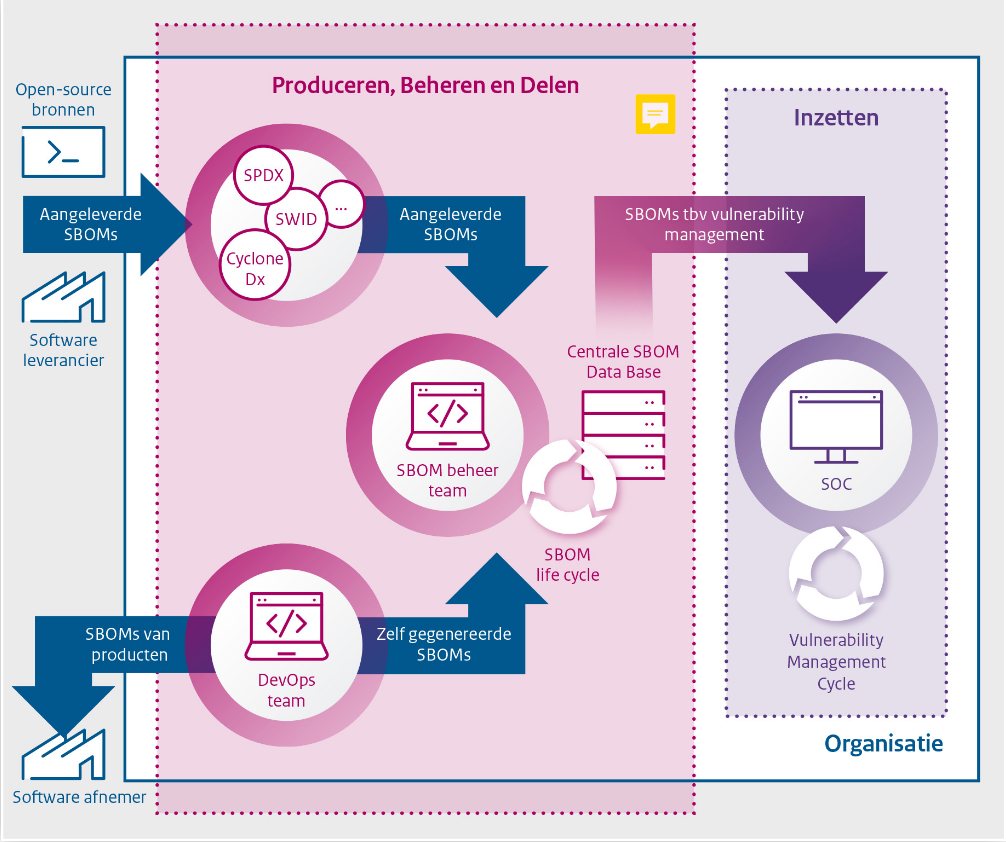 Produceren, Beheren en Delen
Open-source
bronnen
Aangeleverde
SBOMs
Software
leverancier
SPDX
SWID
...
Cyclone
Dx
Aangeleverde
SBOMs
SBOMs tbv vulnerability
management
Inzetten
Centrale SBOM
Data Base
SBOM beheer
team
SBOM
life cycle
SOC
Vulnerability
Management
Cycle
DevOps
team
Zelf gegenereerde
SBOMs
SBOMs van
producten
Software afnemer
Organisatie